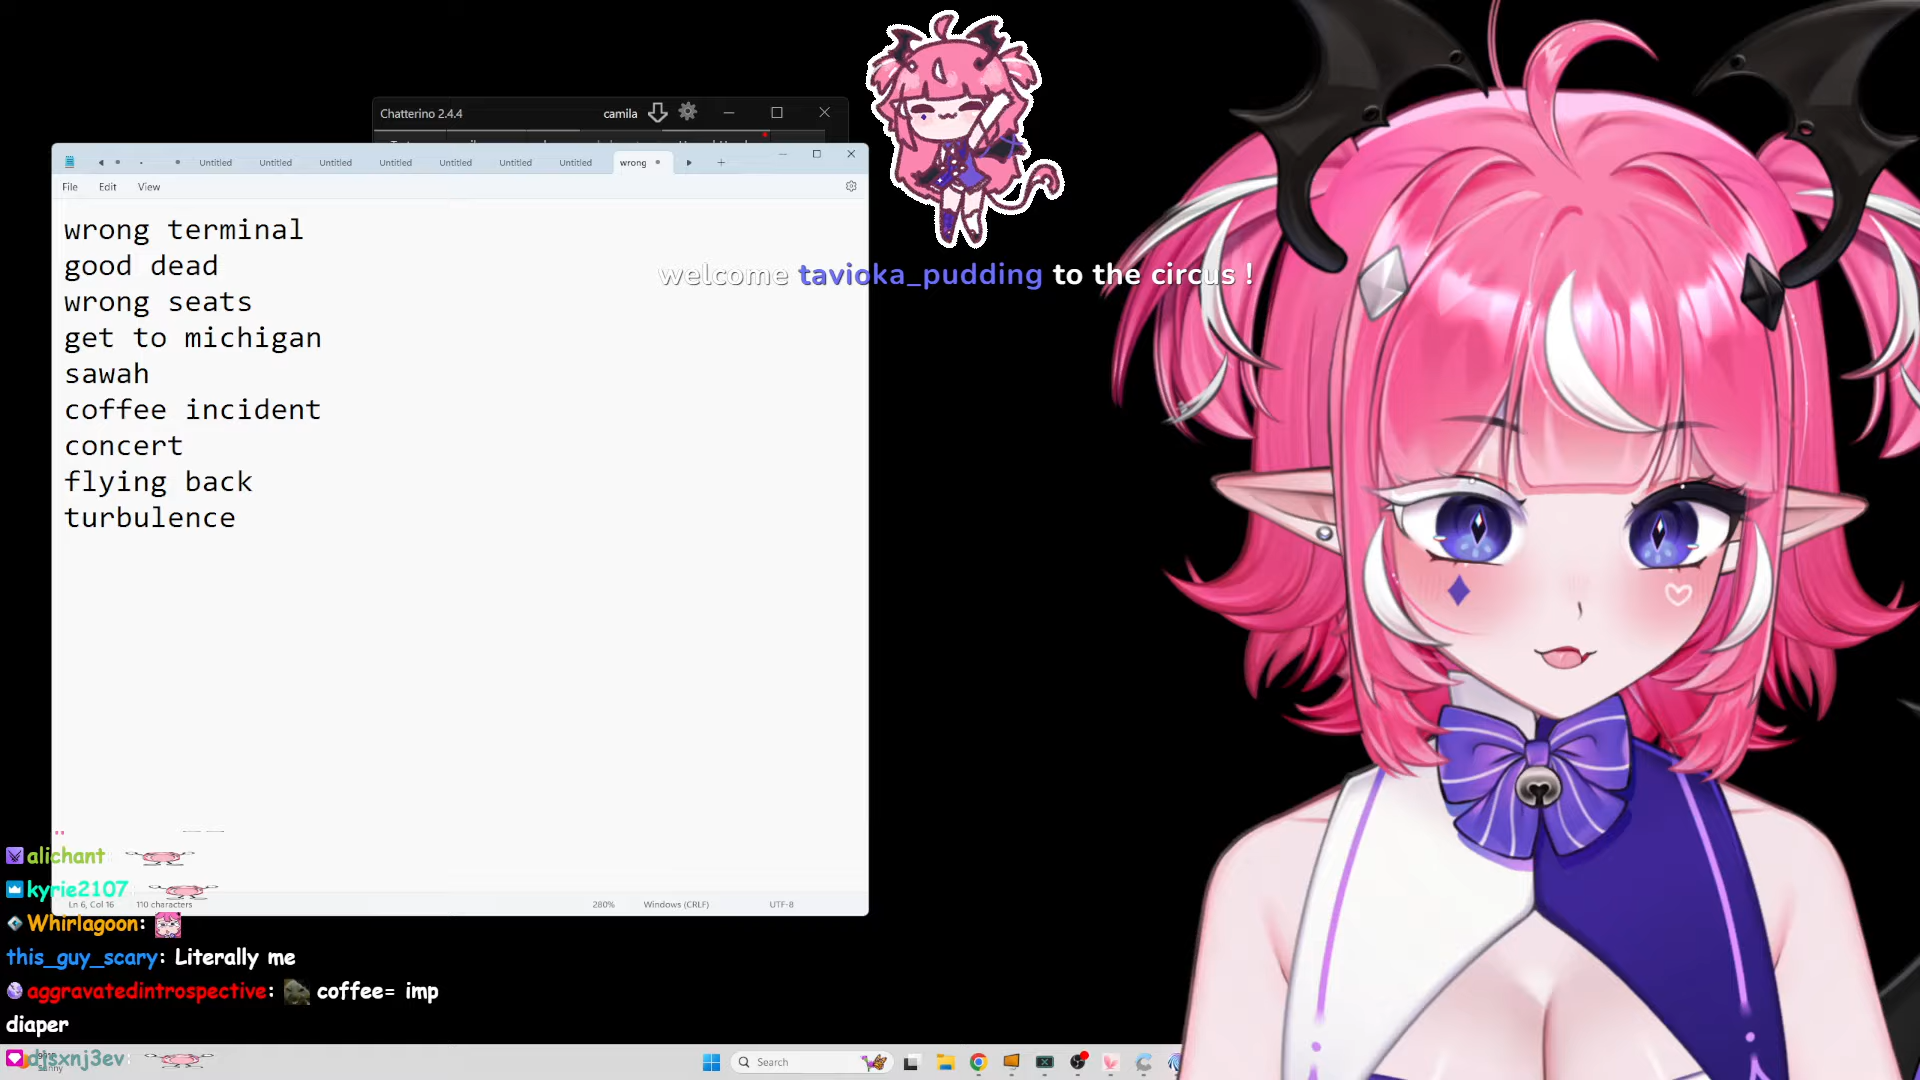 Chatterino 2.4.4
camila
Untitled
Untitled
Untitled
Untitled
Untitled
Untitled
Untitled
wrong
File
Edit
View
wrong terminal
good dead
wrong seats
get to michigan
sawah
coffee incident
concert
flying back
turbulence
welcome tavioka_pudding to the circus !
alichant
kyrie2107
Ln 6, Col 16
110 characters
280%
Windows (CRLF)
UTF-8
Whirlagoon:
this_guy_scary: Literally me
aggravatedintrospective: coffee= imp
diaper
djsxnj3ev
Search